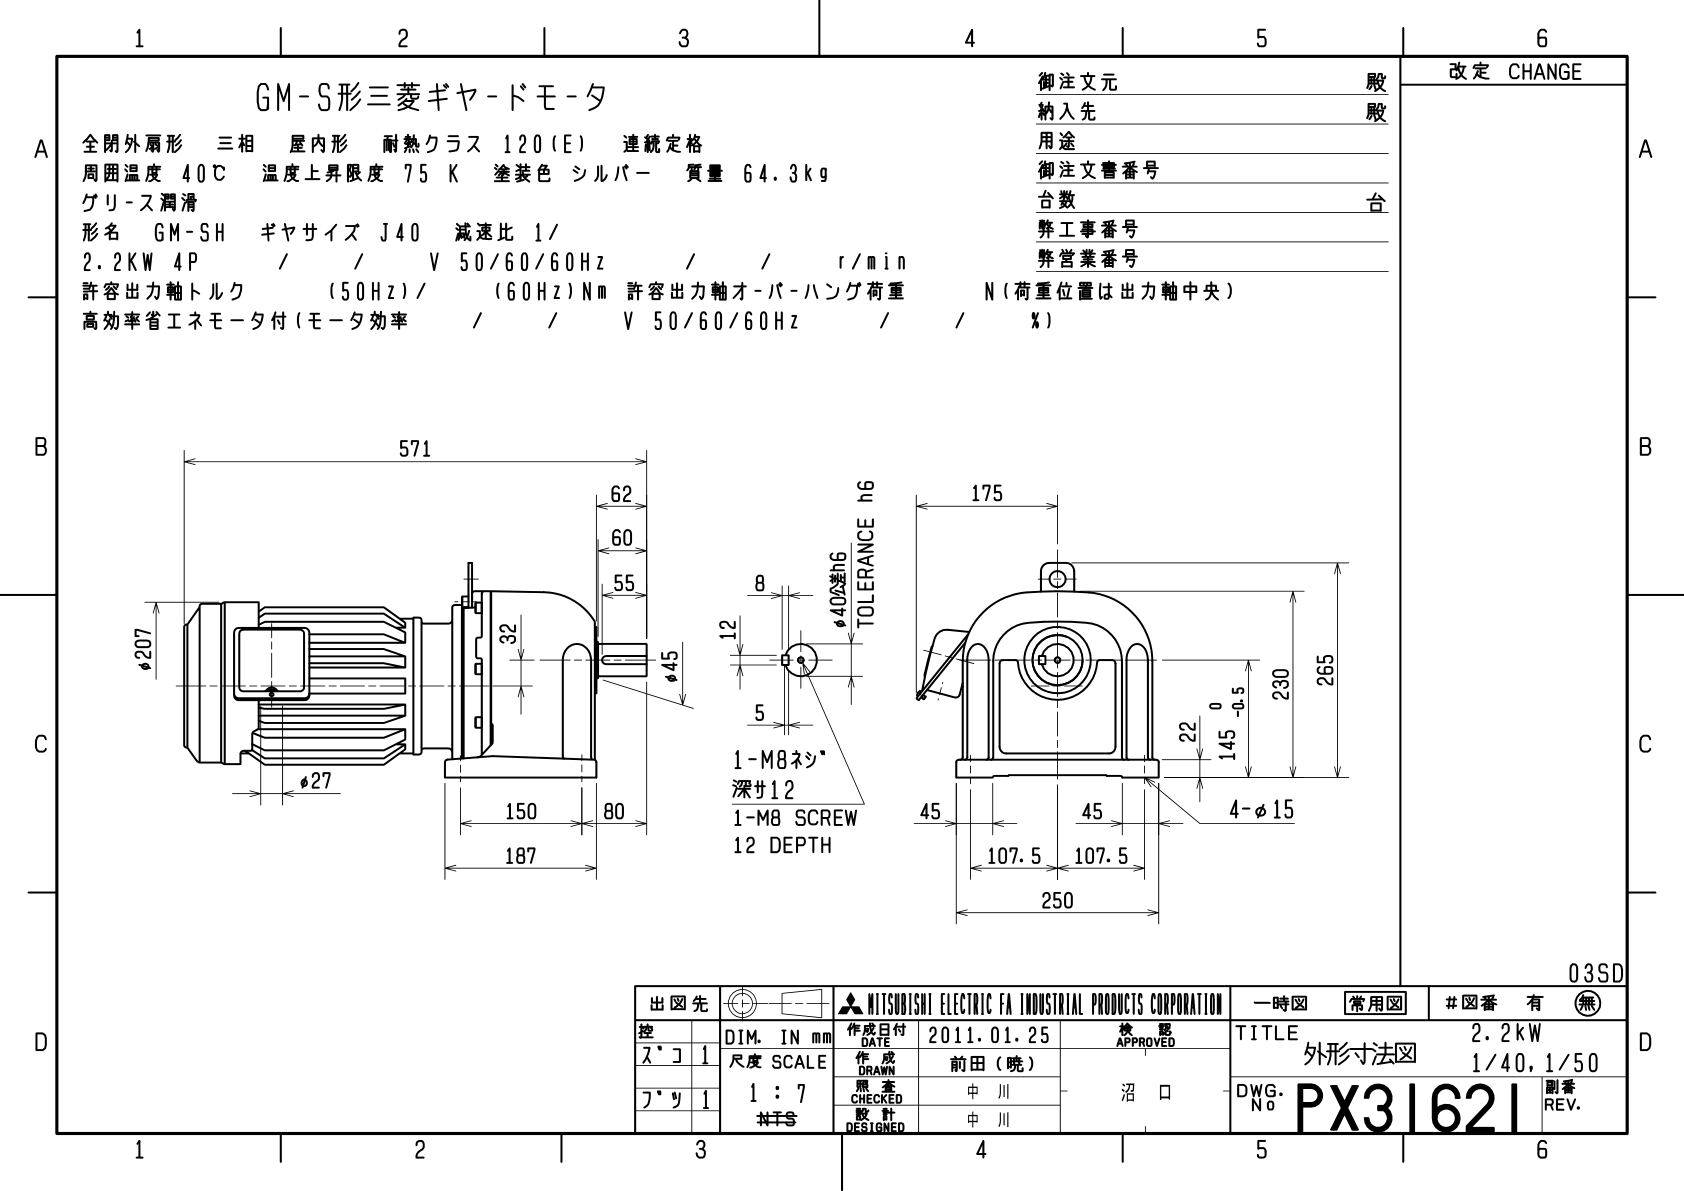 1 2 3 4 5 6
GM-S形三菱ギヤ-ドモ-タ
全閉外扇形 三相 屋内形 耐熱クラス 120(E) 連続定格
周囲温度 40℃ 温度上昇限度 75 K 塗装色 シルバー 質量 64.3kg
グリ-ス潤滑
形名 GM-SH ギヤサイズ J40 減速比 1/
2.2KW 4P / / V 50/60/60Hz / / r/min
許容出力軸トルク (50Hz)/ (60Hz)Nm 許容出力軸オ-バ-ハング荷重 N(荷重位置は出力軸中央)
高効率省エネモ-タ付(モ-タ効率 / / V 50/60/60Hz / / %)
御注文元 殿
納入先 殿
用途
御注文書番号
台数 台
弊工事番号
弊営業番号
改定 CHANGE
A A
B B
C C
D D
571
62
60
55
32
φ207
φ45
φ27
150 80
187
8
12
5
φ40公差h6
TOLERANCE h6
1-M8ネジ
深サ12
1-M8 SCREW
12 DEPTH
175
265
230
145 0 -0.5
22
45 45
4-φ15
107.5 107.5
250
03SD
出図先
控
ズコ 1
ブツ 1
DIM. IN mm
尺度 SCALE
1 : 7
NTS
MITSUBISHI ELECTRIC FA INDUSTRIAL PRODUCTS CORPORATION
作成日付 DATE 2011.01.25
作成 DRAWN 前田(暁)
照査 CHECKED 中川
設計 DESIGNED 中川
検認 APPROVED
沼口
一時図 常用図 #図番 有 無
TITLE 2.2kW
外形寸法図 1/40,1/50
DWG. No PX31621
副番 REV.
1 2 3 4 5 6